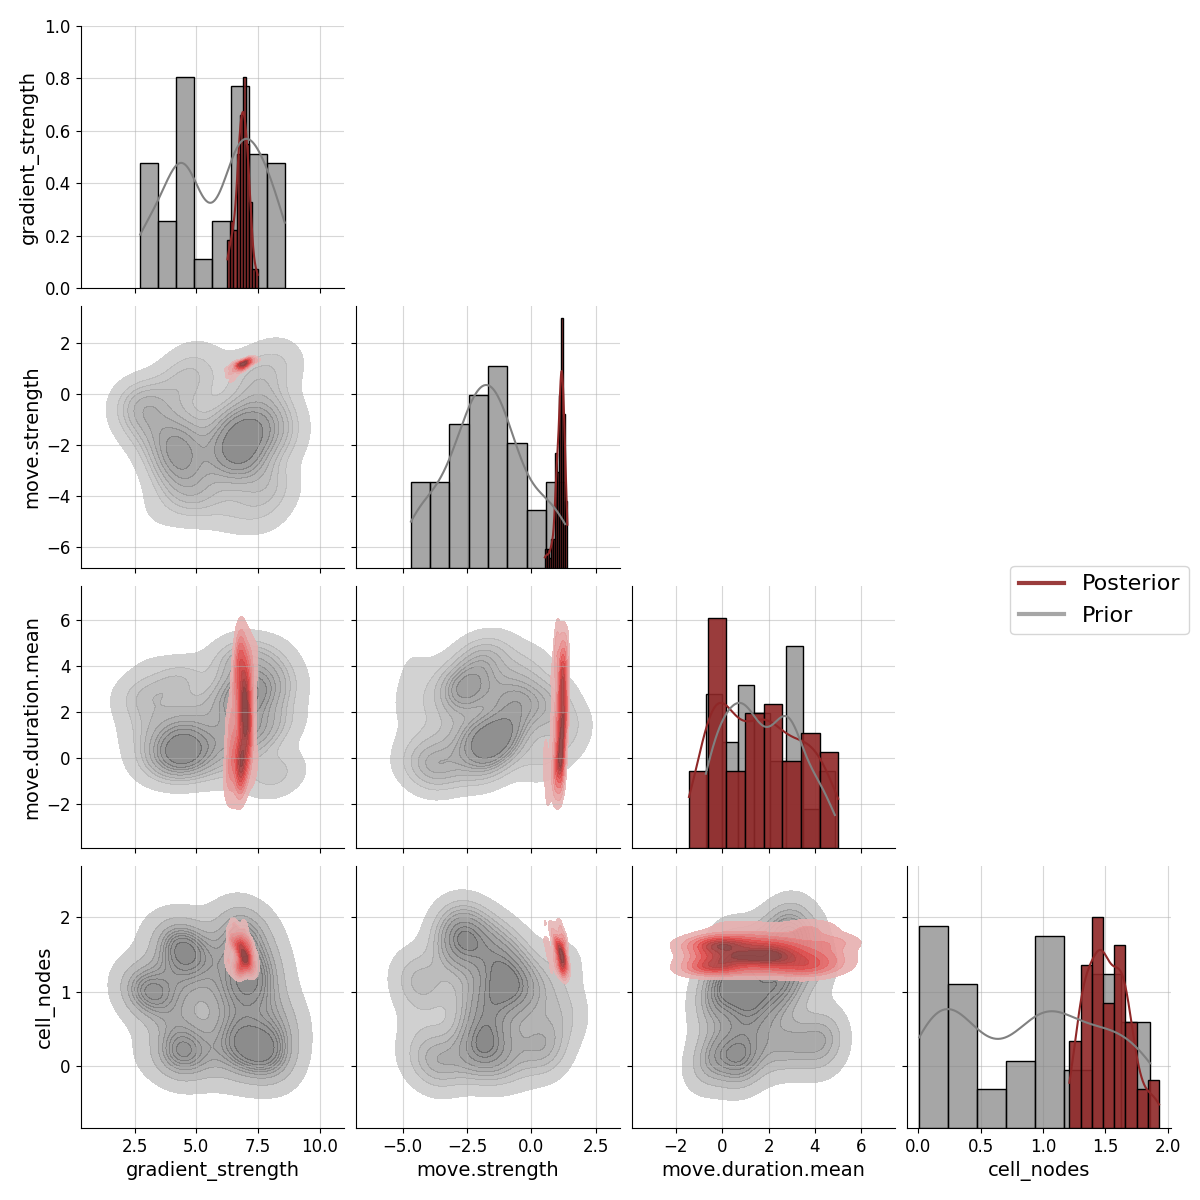 1.0
0.8
0.6
0.4
0.2
0.0
gradient_strength
2
0
−2
−4
−6
move.strength
6
4
2
0
−2
move.duration.mean
Posterior
Prior
2
1
0
cell_nodes
2.5 5.0 7.5 10.0
gradient_strength
−5.0 −2.5 0.0 2.5
move.strength
−2 0 2 4 6
move.duration.mean
0.0 0.5 1.0 1.5 2.0
cell_nodes